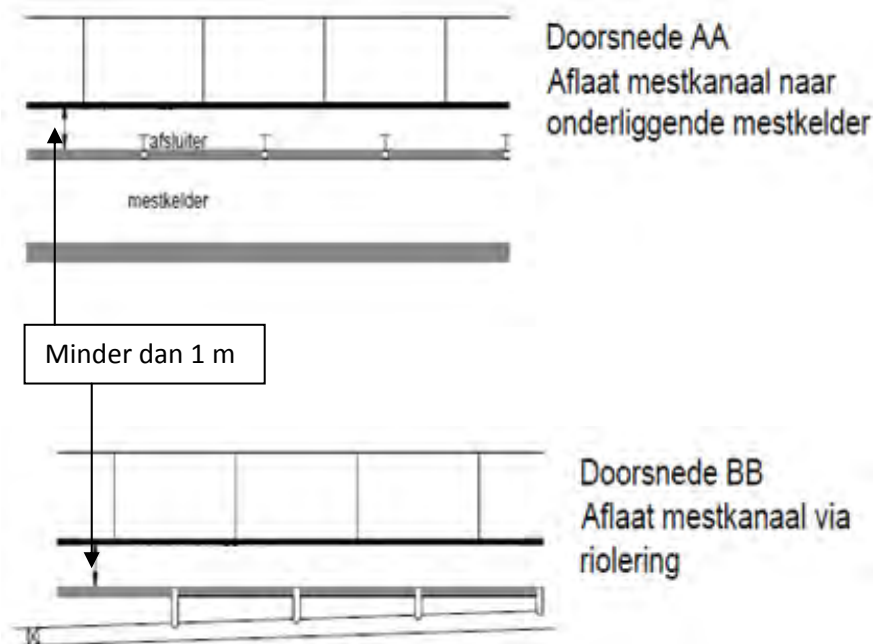 Doorsnede AA
Aflaat mestkanaal naar
onderliggende mestkelder
afsluiter
mestkelder
Minder dan 1 m
Doorsnede BB
Aflaat mestkanaal via
riolering